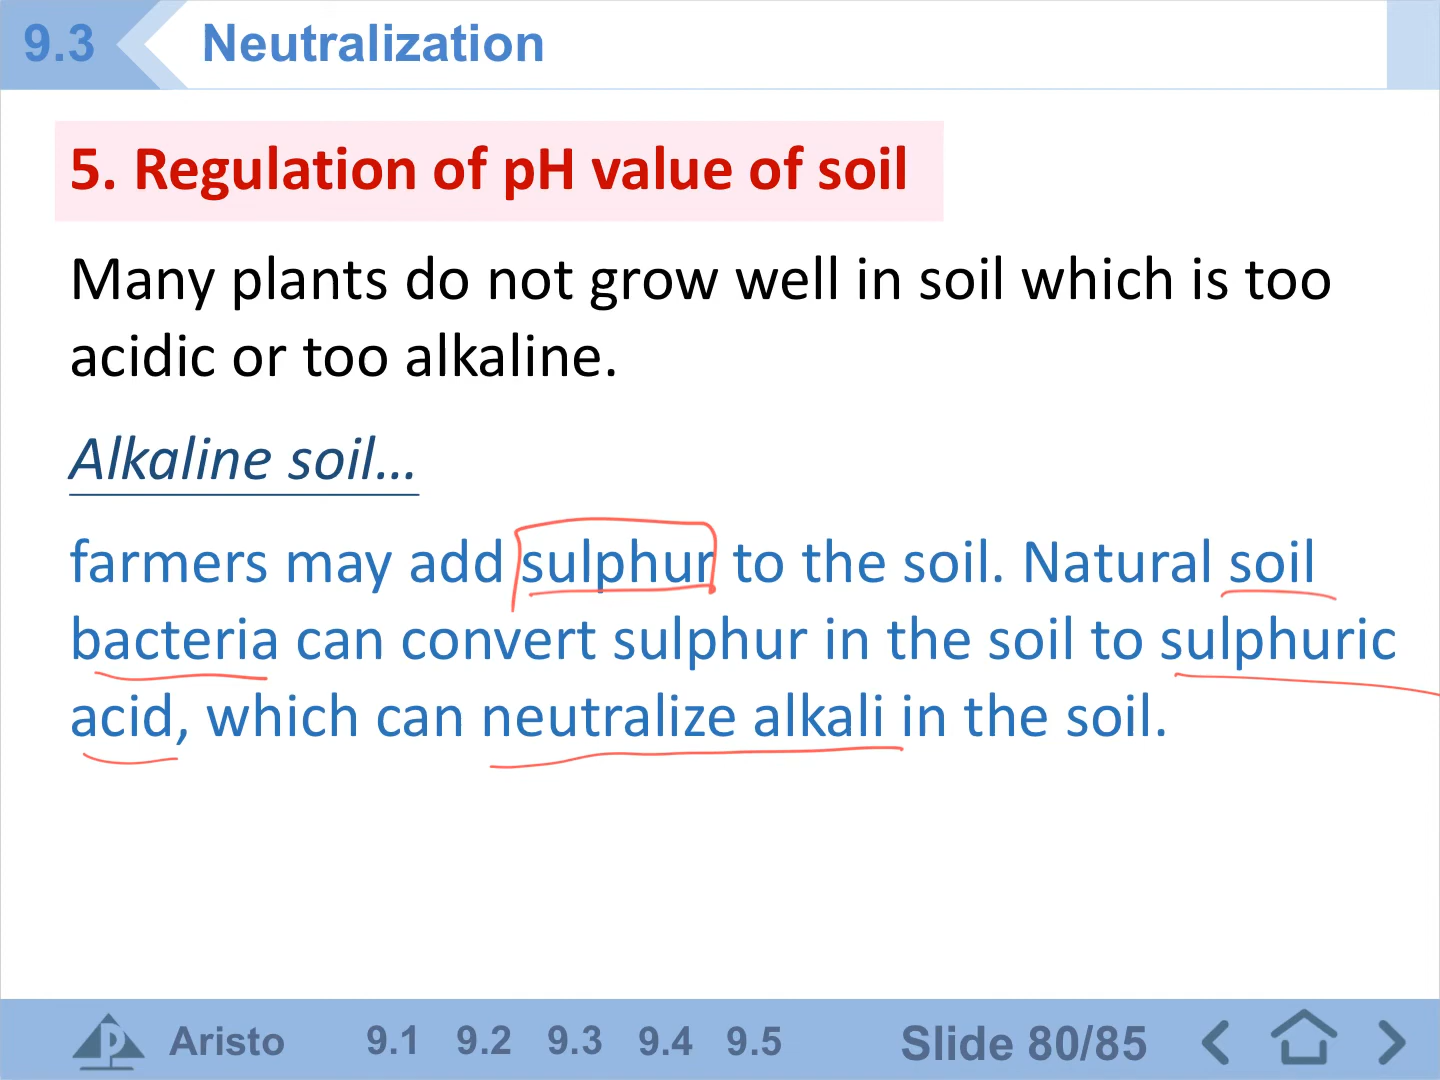 9.3 Neutralization
5. Regulation of pH value of soil
Many plants do not grow well in soil which is too
acidic or too alkaline.
Alkaline soil…
farmers may add sulphur to the soil. Natural soil
bacteria can convert sulphur in the soil to sulphuric
acid, which can neutralize alkali in the soil.
P Aristo 9.1 9.2 9.3 9.4 9.5 Slide 80/85